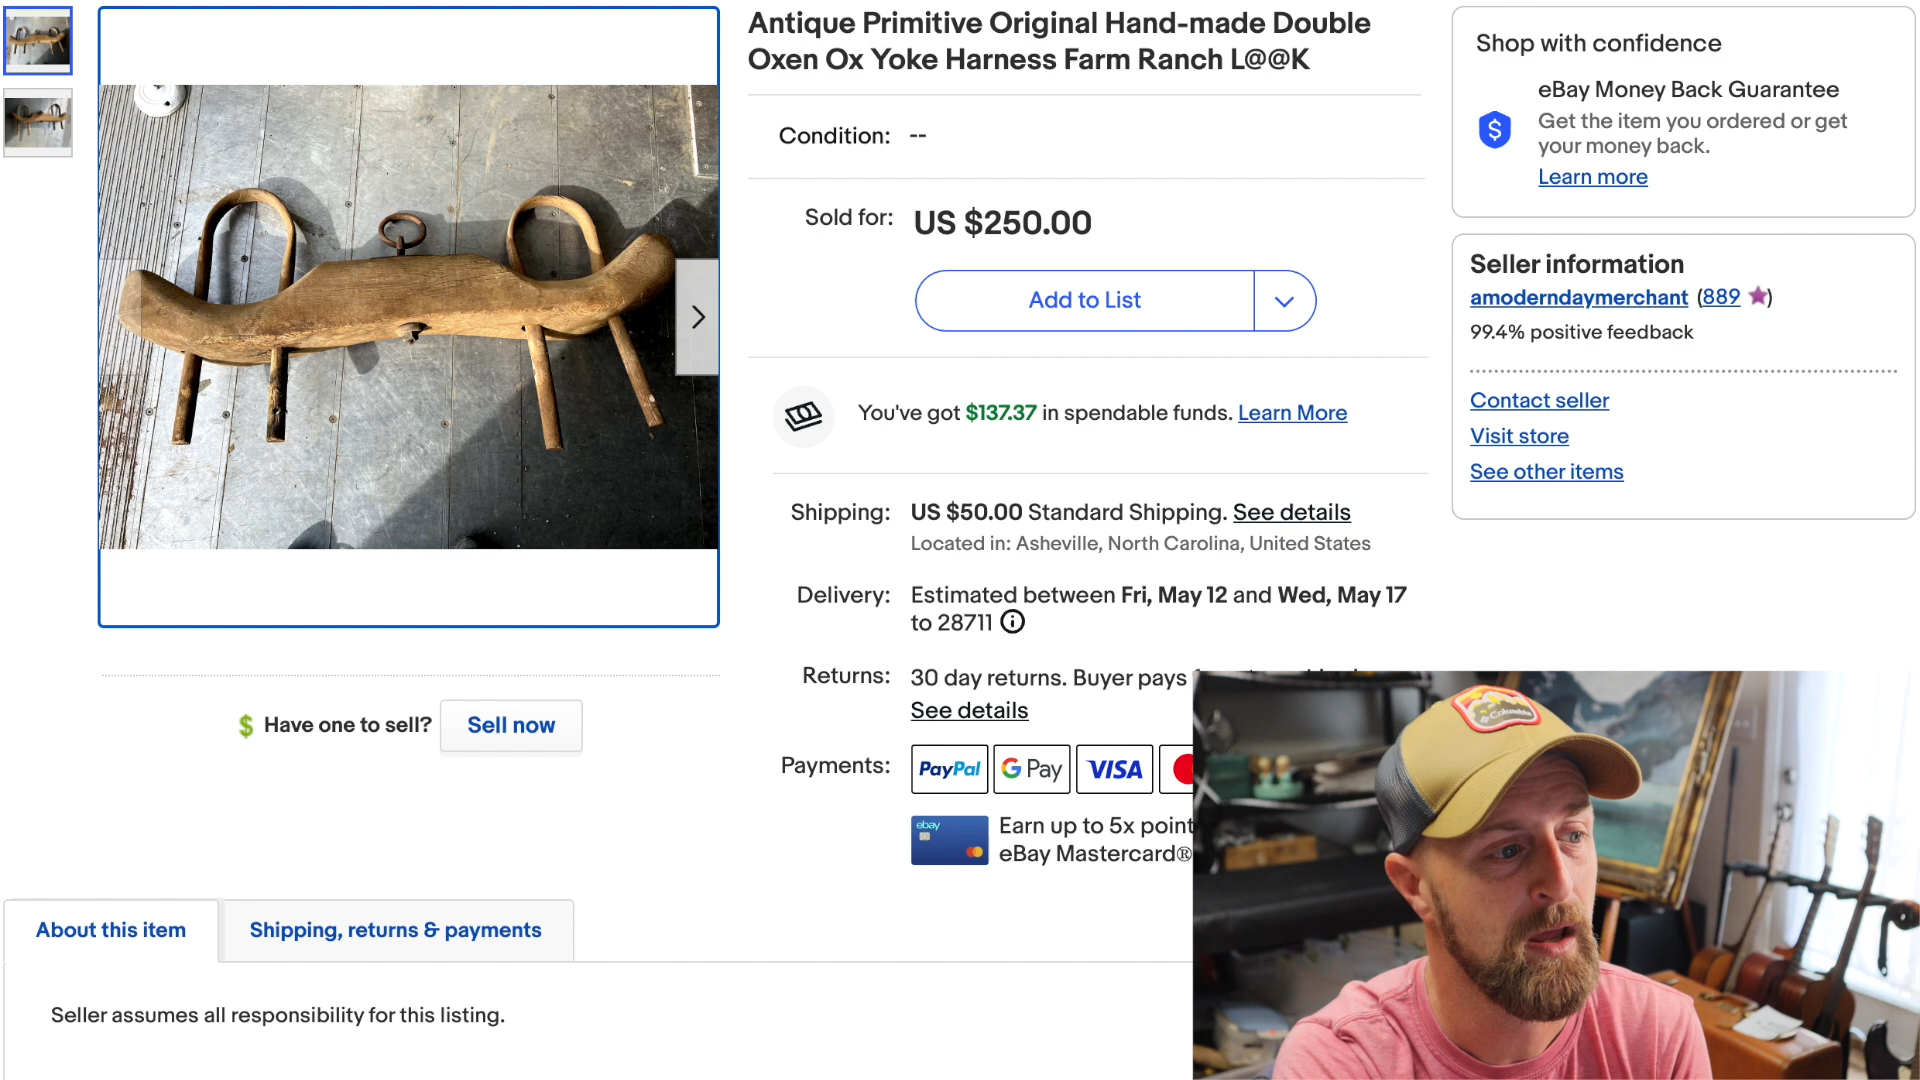 Antique Primitive Original Hand-made Double
Oxen Ox Yoke Harness Farm Ranch L@@K
Condition: --
Sold for: US $250.00
Add to List
You've got $137.37 in spendable funds. Learn More
Shipping: US $50.00 Standard Shipping. See details
Located in: Asheville, North Carolina, United States
Delivery: Estimated between Fri, May 12 and Wed, May 17
to 28711
Returns: 30 day returns. Buyer pays
See details
Payments: PayPal G Pay VISA
ebay
Earn up to 5x point
eBay Mastercard®
Have one to sell? Sell now
About this item
Shipping, returns & payments
Seller assumes all responsibility for this listing.
Shop with confidence
eBay Money Back Guarantee
Get the item you ordered or get
your money back.
Learn more
Seller information
amoderndaymerchant (889)
99.4% positive feedback
Contact seller
Visit store
See other items
Columbia